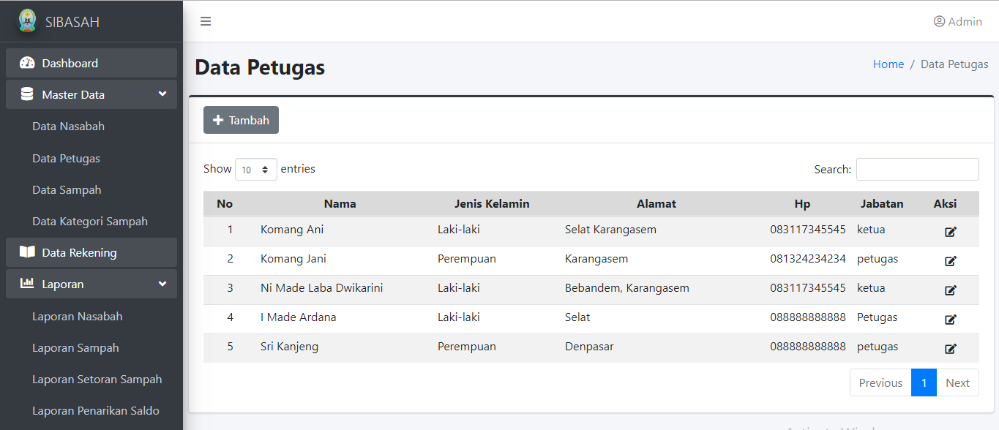 SIBASAH
Admin
Dashboard
Master Data
Data Nasabah
Data Petugas
Data Sampah
Data Kategori Sampah
Data Rekening
Laporan
Laporan Nasabah
Laporan Sampah
Laporan Setoran Sampah
Laporan Penarikan Saldo
Data Petugas
Home / Data Petugas
Tambah
Show 10 entries
Search:
No Nama Jenis Kelamin Alamat Hp Jabatan Aksi
1 Komang Ani Laki-laki Selat Karangasem 083117345545 ketua
2 Komang Jani Perempuan Karangasem 081324234234 petugas
3 Ni Made Laba Dwikarini Laki-laki Bebandem, Karangasem 083117345545 ketua
4 I Made Ardana Laki-laki Selat 088888888888 Petugas
5 Sri Kanjeng Perempuan Denpasar 088888888888 petugas
Previous 1 Next